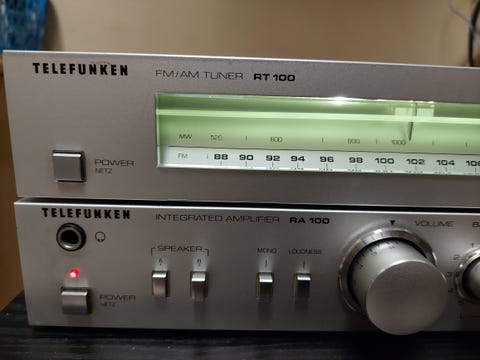 TELEFUNKEN FM/AM TUNER RT 100
MW 520 600 800 1000
FM 88 90 92 94 96 98 100 102 104 106
POWER
NETZ
TELEFUNKEN INTEGRATED AMPLIFIER RA 100
VOLUME
SPEAKER
A B
MONO LOUDNESS
POWER
NETZ